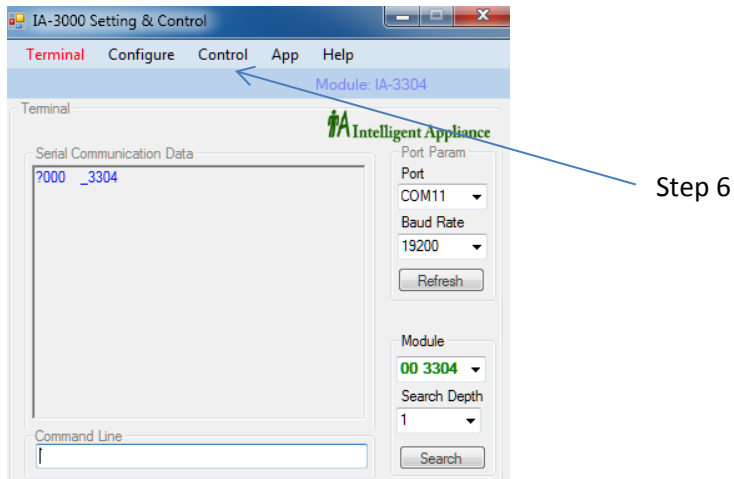 IA-3000 Setting & Control
Terminal Configure Control App Help
Module: IA-3304
Terminal
iA Intelligent Appliance
Serial Communication Data
?000 _3304
Port Param
Port
COM11
Baud Rate
19200
Refresh
Step 6
Module
00 3304
Search Depth
1
Search
Command Line